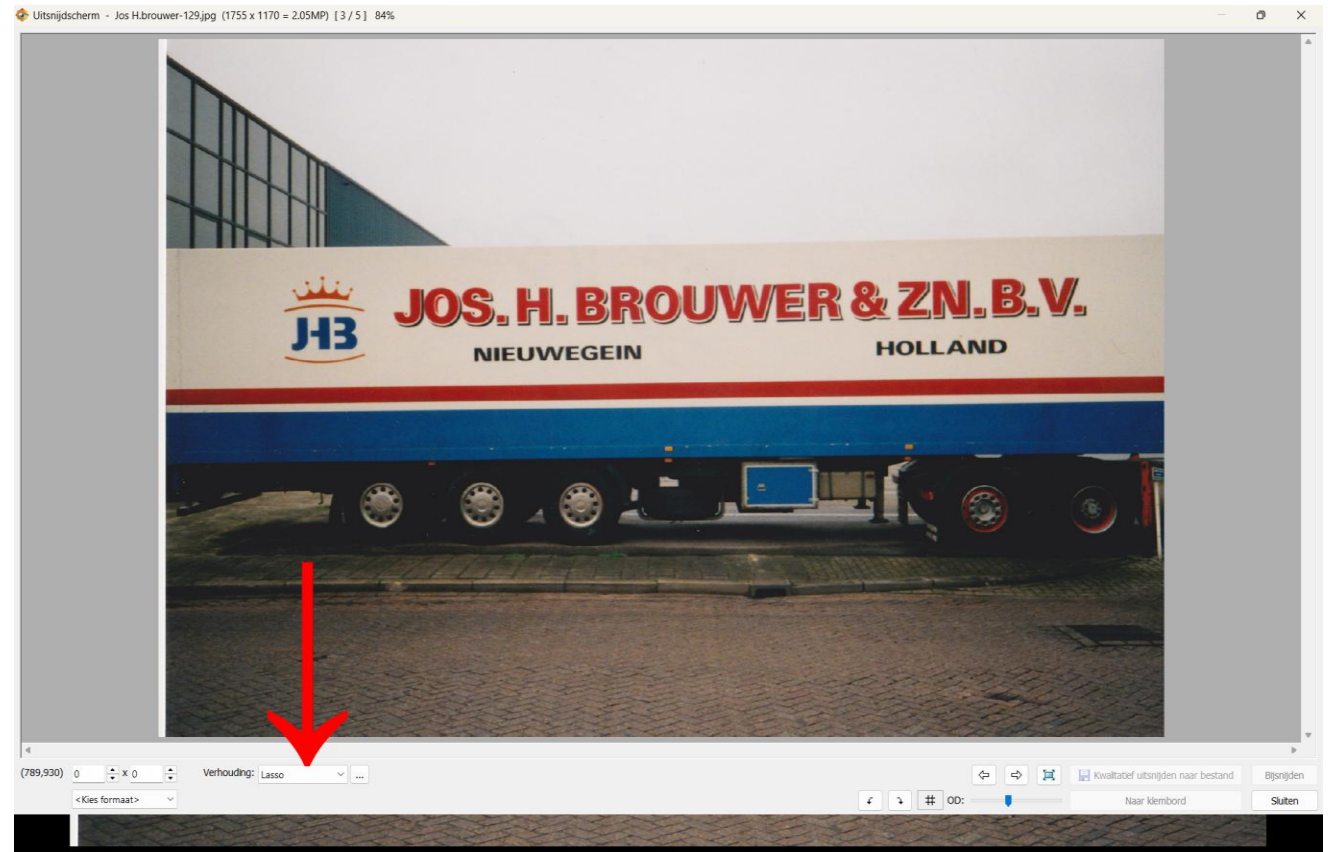 Uitsnijdscherm - Jos H.brouwer-129.jpg (1755 x 1170 = 2.05MP) [ 3 / 5 ] 84%
JHB
JOS. H. BROUWER & ZN. B.V.
NIEUWEGEIN HOLLAND
(789,930) 0 x 0 Verhouding: Lasso ... Kwalitatief uitsnijden naar bestand Bijsnijden
<Kies formaat> OD: Naar klembord Sluiten